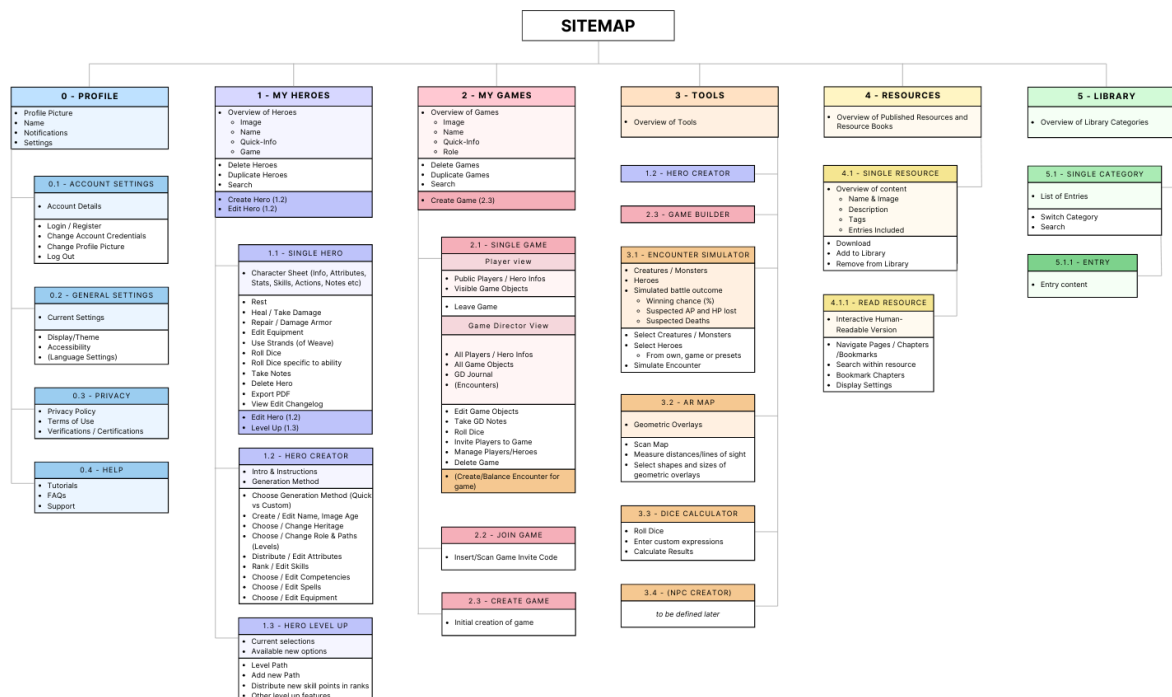 SITEMAP
0 - PROFILE
• Profile Picture
• Name
• Notifications
• Settings
0.1 - ACCOUNT SETTINGS
• Account Details
• Login / Register
• Change Account Credentials
• Change Profile Picture
• Log Out
0.2 - GENERAL SETTINGS
• Current Settings
• Display/Theme
• Accessibility
• (Language Settings)
0.3 - PRIVACY
• Privacy Policy
• Terms of Use
• Verifications / Certifications
0.4 - HELP
• Tutorials
• FAQs
• Support
1 - MY HEROES
• Overview of Heroes
○ Image
○ Name
○ Quick-Info
○ Game
• Delete Heroes
• Duplicate Heroes
• Search
• Create Hero (1.2)
• Edit Hero (1.2)
1.1 - SINGLE HERO
• Character Sheet (Info, Attributes,
Stats, Skills, Actions, Notes etc)
• Rest
• Heal / Take Damage
• Repair / Damage Armor
• Edit Equipment
• Use Strands (of Weave)
• Roll Dice
• Roll Dice specific to ability
• Take Notes
• Delete Hero
• Export PDF
• View Edit Changelog
• Edit Hero (1.2)
• Level Up (1.3)
1.2 - HERO CREATOR
• Intro & Instructions
• Generation Method
• Choose Generation Method (Quick
vs Custom)
• Create / Edit Name, Image Age
• Choose / Change Heritage
• Choose / Change Role & Paths
(Levels)
• Distribute / Edit Attributes
• Rank / Edit Skills
• Choose / Edit Competencies
• Choose / Edit Spells
• Choose / Edit Equipment
1.3 - HERO LEVEL UP
• Current selections
• Available new options
• Level Path
• Add new Path
• Distribute new skill points in ranks
• Other level up features
2 - MY GAMES
• Overview of Games
○ Image
○ Name
○ Quick-Info
○ Role
• Delete Games
• Duplicate Games
• Search
• Create Game (2.3)
2.1 - SINGLE GAME
Player view
• Public Players / Hero Infos
• Visible Game Objects
• Leave Game
Game Director View
• All Players / Hero Infos
• All Game Objects
• GD Journal
• (Encounters)
• Edit Game Objects
• Take GD Notes
• Roll Dice
• Invite Players to Game
• Manage Players/Heroes
• Delete Game
• (Create/Balance Encounter for
game)
2.2 - JOIN GAME
• Insert/Scan Game Invite Code
2.3 - CREATE GAME
• Initial creation of game
3 - TOOLS
• Overview of Tools
1.2 - HERO CREATOR
2.3 - GAME BUILDER
3.1 - ENCOUNTER SIMULATOR
• Creatures / Monsters
• Heroes
• Simulated battle outcome
○ Winning chance (%)
○ Suspected AP and HP lost
○ Suspected Deaths
• Select Creatures / Monsters
• Select Heroes
○ From own, game or presets
• Simulate Encounter
3.2 - AR MAP
• Geometric Overlays
• Scan Map
• Measure distances/lines of sight
• Select shapes and sizes of
geometric overlays
3.3 - DICE CALCULATOR
• Roll Dice
• Enter custom expressions
• Calculate Results
3.4 - (NPC CREATOR)
to be defined later
4 - RESOURCES
• Overview of Published Resources and
Resource Books
4.1 - SINGLE RESOURCE
• Overview of content
○ Name & Image
○ Description
○ Tags
○ Entries Included
• Download
• Add to Library
• Remove from Library
4.1.1 - READ RESOURCE
• Interactive Human-
Readable Version
• Navigate Pages / Chapters
/Bookmarks
• Search within resource
• Bookmark Chapters
• Display Settings
5 - LIBRARY
• Overview of Library Categories
5.1 - SINGLE CATEGORY
• List of Entries
• Switch Category
• Search
5.1.1 - ENTRY
• Entry content